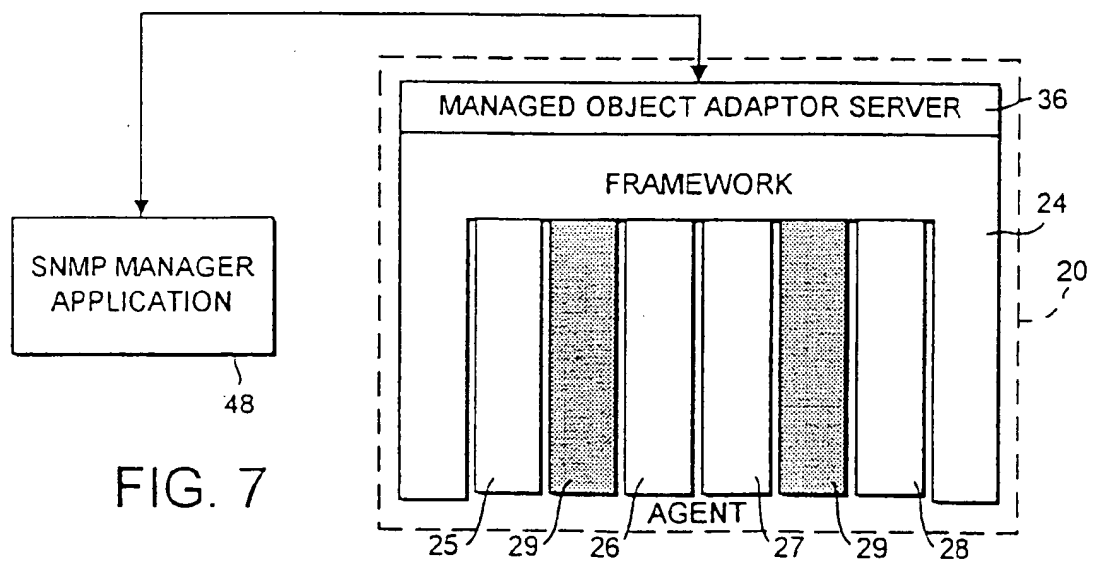 MANAGED OBJECT ADAPTOR SERVER
36
FRAMEWORK
24
20
SNMP MANAGER
APPLICATION
48
FIG. 7
AGENT
25
29
26
27
29
28